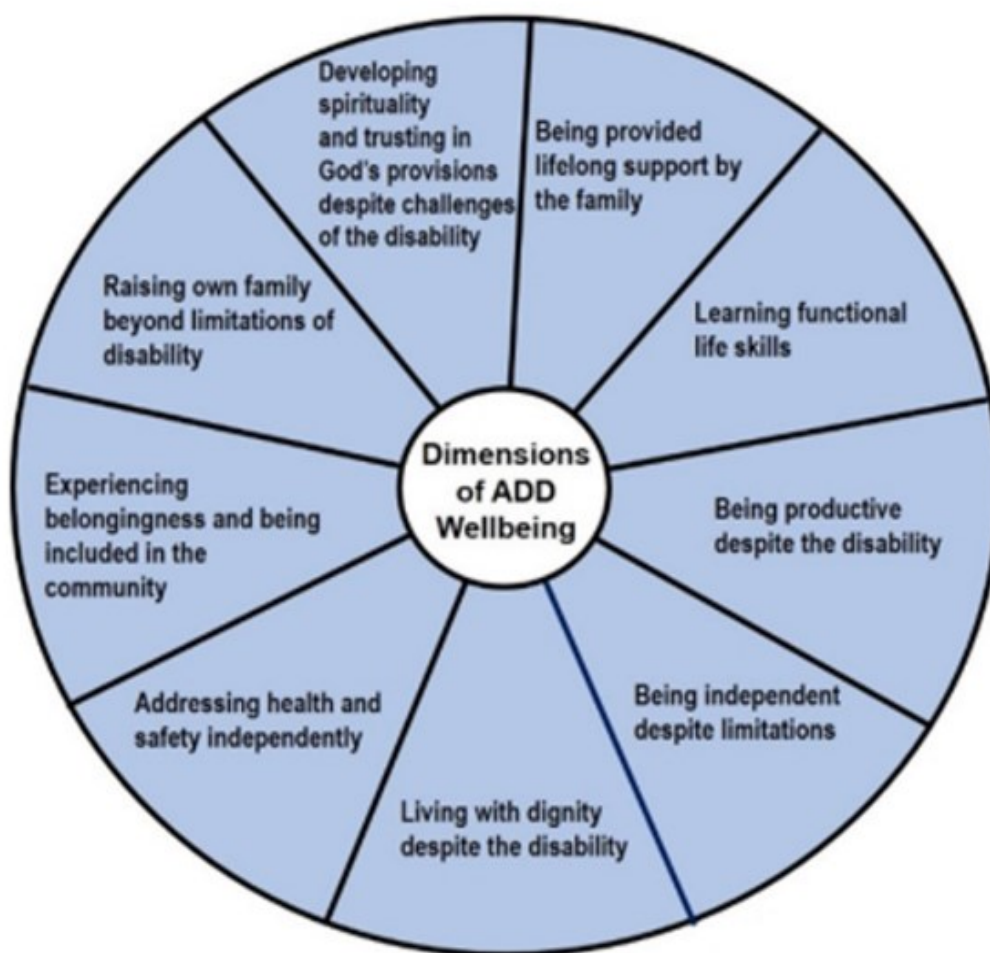 Developing
spirituality
and trusting in
God's provisions
despite challenges
of the disability
Being provided
lifelong support by
the family
Learning functional
life skills
Being productive
despite the disability
Being independent
despite limitations
Living with dignity
despite the disability
Addressing health and
safety independently
Experiencing
belongingness and being
included in the
community
Raising own family
beyond limitations of
disability
Dimensions
of ADD
Wellbeing